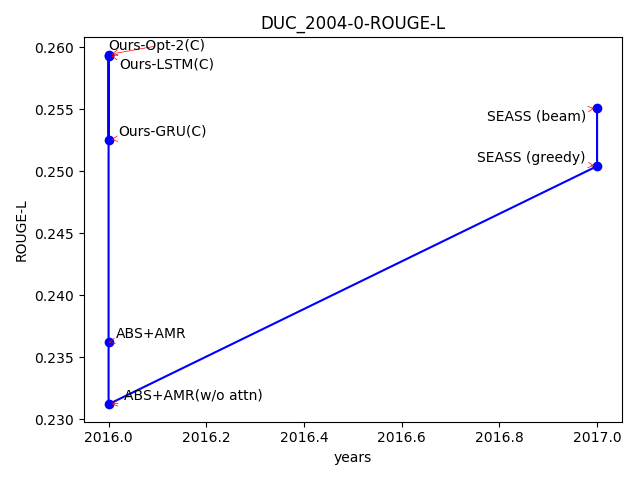 DUC_2004-0-ROUGE-L
0.260
0.255
0.250
0.245
0.240
0.235
0.230
ROUGE-L
Ours-Opt-2(C)
Ours-LSTM(C)
SEASS (beam)
Ours-GRU(C)
SEASS (greedy)
ABS+AMR
ABS+AMR(w/o attn)
2016.0 2016.2 2016.4 2016.6 2016.8 2017.0
years